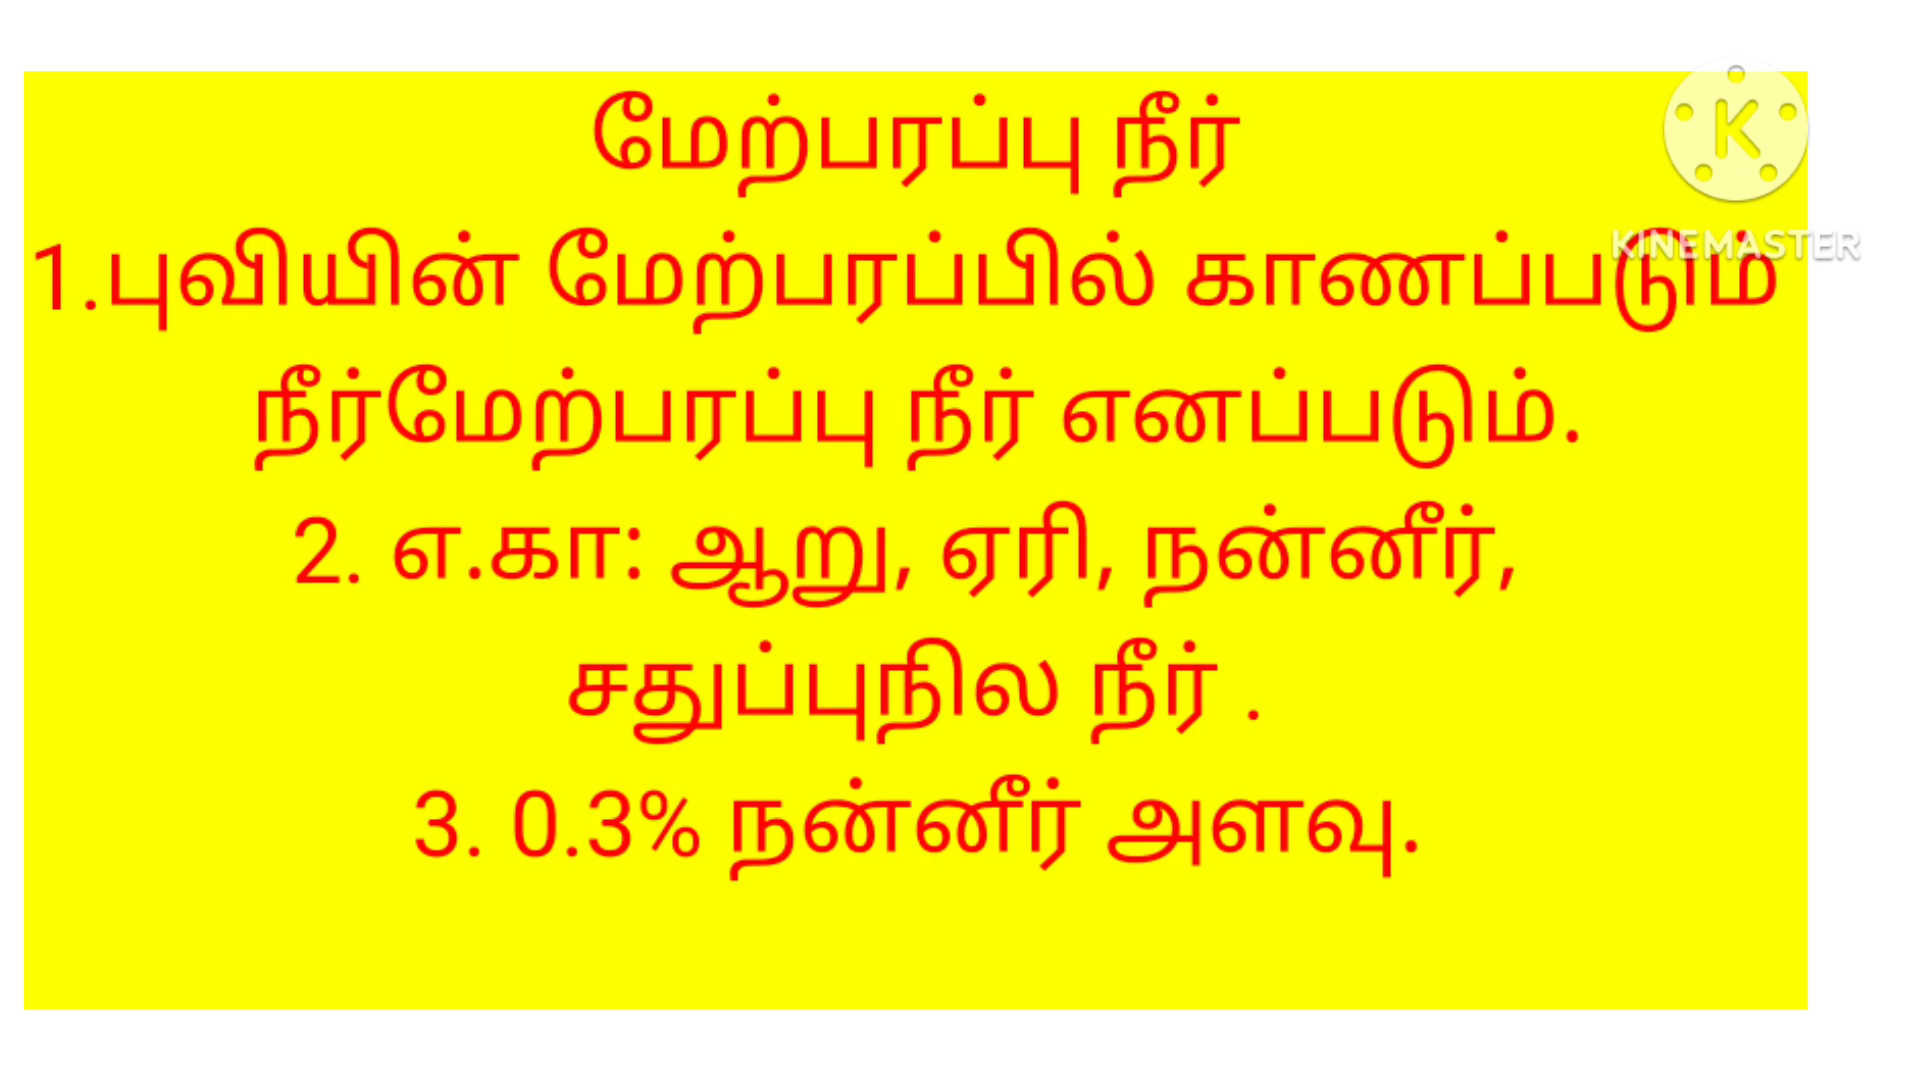 மேற்பரப்பு நீர்
1.புவியின் மேற்பரப்பில் காணப்படும்
நீர்மேற்பரப்பு நீர் எனப்படும்.
2. எ.கா: ஆறு, ஏரி, நன்னீர்,
சதுப்புநில நீர் .
3. 0.3% நன்னீர் அளவு.
K
KINEMASTER